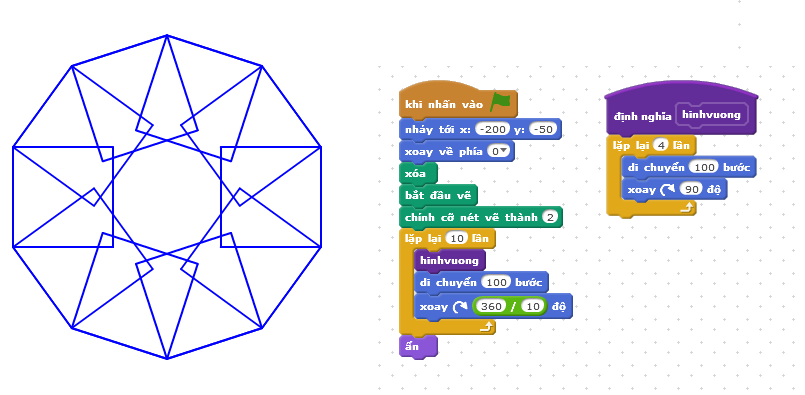 khi nhấn vào
nhảy tới x: -200 y: -50
xoay về phía 0
xóa
bắt đầu vẽ
chỉnh cỡ nét vẽ thành 2
lặp lại 10 lần
hinhvuong
di chuyển 100 bước
xoay 360 / 10 độ
ẩn
định nghĩa hinhvuong
lặp lại 4 lần
di chuyển 100 bước
xoay 90 độ